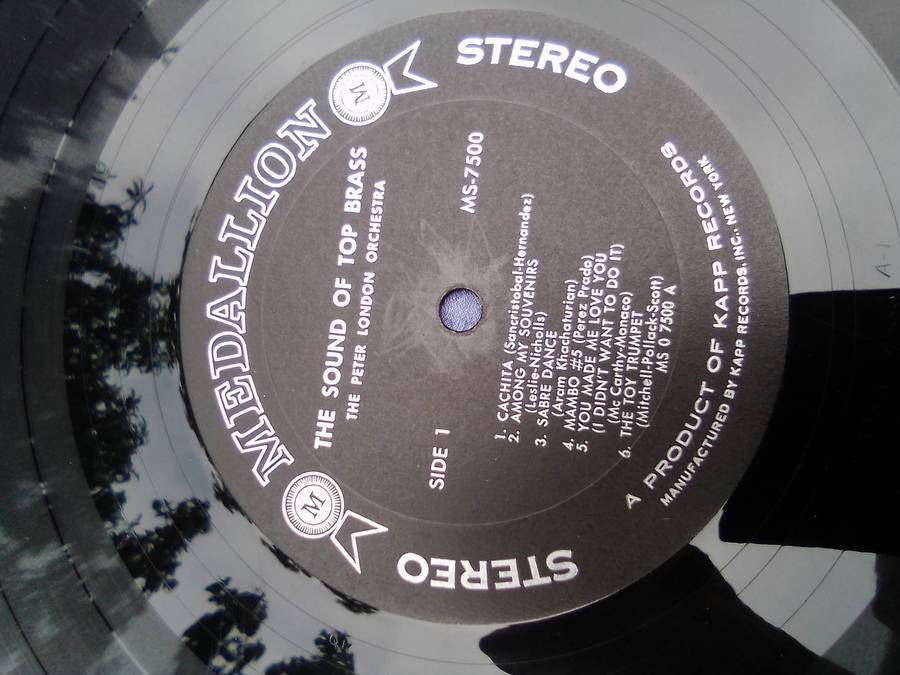 MEDALLION
M
M
STEREO
STEREO
THE SOUND OF TOP BRASS
THE PETER LONDON ORCHESTRA
SIDE 1
MS-7500
1. CACHITA (Sancristobal-Hernandez)
2. AMONG MY SOUVENIRS
(Leslie-Nicholls)
3. SABRE DANCE
(Aram Khachaturian)
4. MAMBO #5 (Perez Prado)
5. YOU MADE ME LOVE YOU
(I DIDN'T WANT TO DO IT)
(Mc Carthy-Monaco)
6. THE TOY TRUMPET
(Mitchell-Pollack-Scott)
MS O 7500 A
A PRODUCT OF KAPP RECORDS
MANUFACTURED BY KAPP RECORDS, INC., NEW YORK
A-1